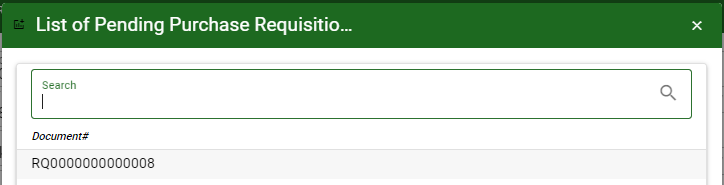 List of Pending Purchase Requisitio...
Search
Document#
RQ0000000000008